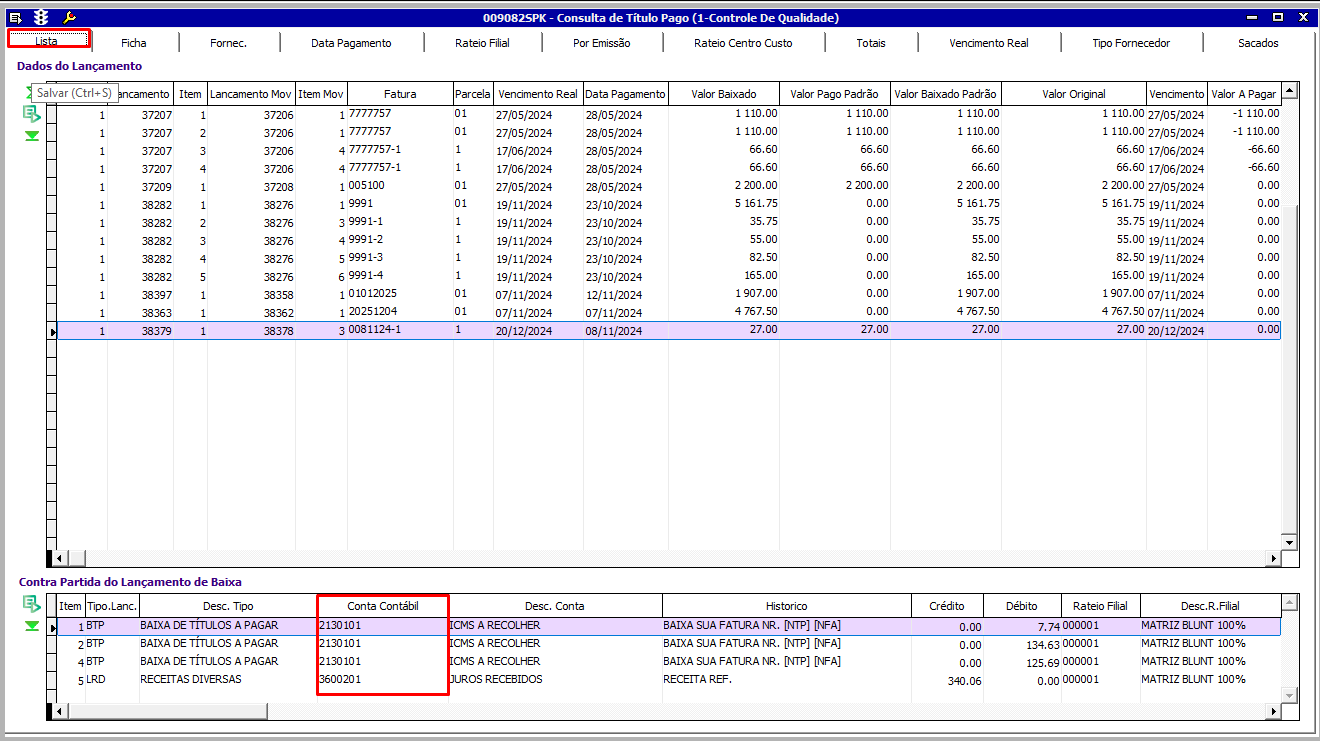 009082SPK - Consulta de Título Pago (1-Controle De Qualidade)
Lista Ficha Fornec. Data Pagamento Rateio Filial Por Emissão Rateio Centro Custo Totais Vencimento Real Tipo Fornecedor Sacados
Dados do Lançamento
Salvar (Ctrl+S)
ancamento Item Lancamento Mov Item Mov Fatura Parcela Vencimento Real Data Pagamento Valor Baixado Valor Pago Padrão Valor Baixado Padrão Valor Original Vencimento Valor A Pagar
1 37207 1 37206 1 7777757 01 27/05/2024 28/05/2024 1 110.00 1 110.00 1 110.00 1 110.00 27/05/2024 -1 110.00
1 37207 2 37206 1 7777757 01 27/05/2024 28/05/2024 1 110.00 1 110.00 1 110.00 1 110.00 27/05/2024 -1 110.00
1 37207 3 37206 4 7777757-1 1 17/06/2024 28/05/2024 66.60 66.60 66.60 66.60 17/06/2024 -66.60
1 37207 4 37206 4 7777757-1 1 17/06/2024 28/05/2024 66.60 66.60 66.60 66.60 17/06/2024 -66.60
1 37209 1 37208 1 005100 01 27/05/2024 28/05/2024 2 200.00 2 200.00 2 200.00 2 200.00 27/05/2024 0.00
1 38282 1 38276 1 9991 01 19/11/2024 23/10/2024 5 161.75 0.00 5 161.75 5 161.75 19/11/2024 0.00
1 38282 2 38276 3 9991-1 1 19/11/2024 23/10/2024 35.75 0.00 35.75 35.75 19/11/2024 0.00
1 38282 3 38276 4 9991-2 1 19/11/2024 23/10/2024 55.00 0.00 55.00 55.00 19/11/2024 0.00
1 38282 4 38276 5 9991-3 1 19/11/2024 23/10/2024 82.50 0.00 82.50 82.50 19/11/2024 0.00
1 38282 5 38276 6 9991-4 1 19/11/2024 23/10/2024 165.00 0.00 165.00 165.00 19/11/2024 0.00
1 38397 1 38358 1 01012025 01 07/11/2024 12/11/2024 1 907.00 0.00 1 907.00 1 907.00 07/11/2024 0.00
1 38363 1 38362 1 20251204 01 07/11/2024 07/11/2024 4 767.50 0.00 4 767.50 4 767.50 07/11/2024 0.00
1 38379 1 38378 3 0081124-1 1 20/12/2024 08/11/2024 27.00 27.00 27.00 27.00 20/12/2024 0.00
Contra Partida do Lançamento de Baixa
Item Tipo.Lanc. Desc. Tipo Conta Contábil Desc. Conta Historico Crédito Débito Rateio Filial Desc.R.Filial
1 BTP BAIXA DE TÍTULOS A PAGAR 2130101 ICMS A RECOLHER BAIXA SUA FATURA NR. [NTP] [NFA] 0.00 7.74 000001 MATRIZ BLUNT 100%
2 BTP BAIXA DE TÍTULOS A PAGAR 2130101 ICMS A RECOLHER BAIXA SUA FATURA NR. [NTP] [NFA] 0.00 134.63 000001 MATRIZ BLUNT 100%
4 BTP BAIXA DE TÍTULOS A PAGAR 2130101 ICMS A RECOLHER BAIXA SUA FATURA NR. [NTP] [NFA] 0.00 125.69 000001 MATRIZ BLUNT 100%
5 LRD RECEITAS DIVERSAS 3600201 JUROS RECEBIDOS RECEITA REF. 340.06 0.00 000001 MATRIZ BLUNT 100%